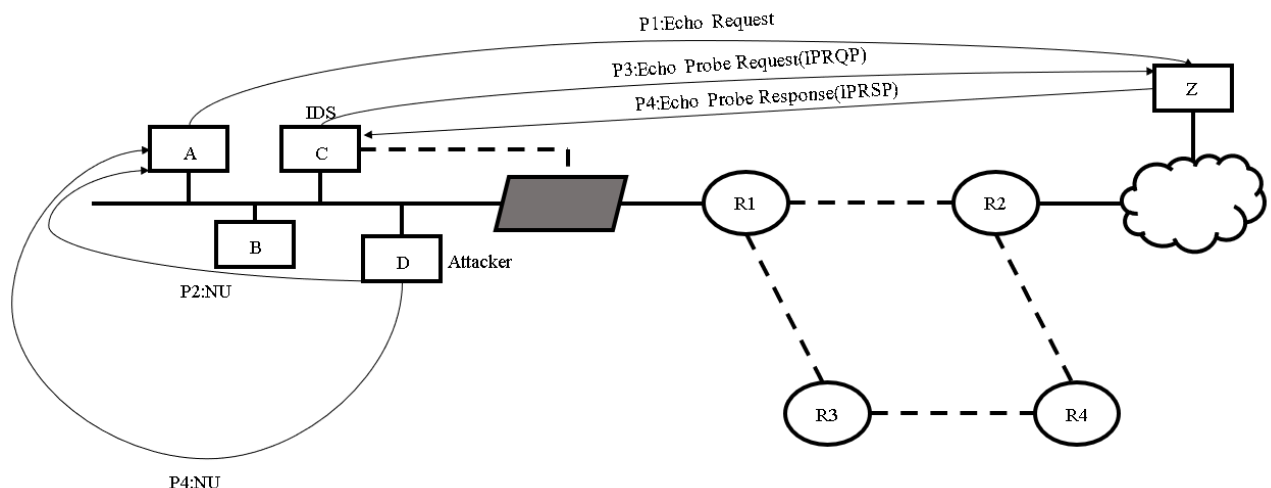 P1:Echo Request
P3:Echo Probe Request(IPRQP)
P4:Echo Probe Response(IPRSP)
Z
IDS
A
C
R1
R2
B
D
Attacker
P2:NU
R3
R4
P4:NU